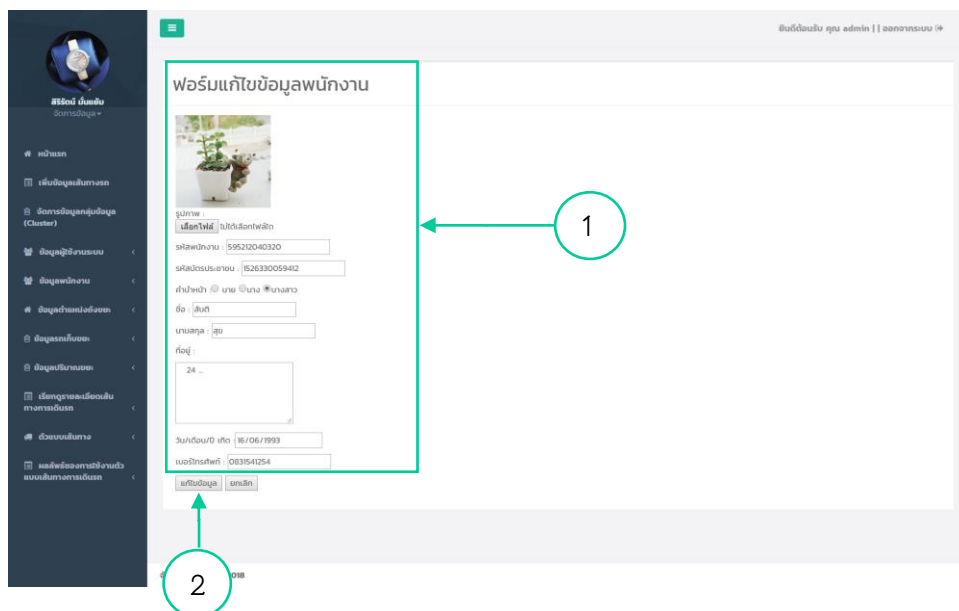 ยินดีต้อนรับ คุณ admin | | ออกจากระบบ
สิริรัตน์ มั่นแย้ม
จัดการข้อมูล
หน้าแรก
เพิ่มข้อมูลเส้นทางรถ
จัดการข้อมูลกลุ่มข้อมูล
(Cluster)
ข้อมูลผู้ใช้งานระบบ
ข้อมูลพนักงาน
ข้อมูลตำแหน่งถังขยะ
ข้อมูลรถเก็บขยะ
ข้อมูลปริมาณขยะ
เรียกดูรายละเอียดเส้น
ทางการเดินรถ
ตัวแบบเส้นทาง
ผลลัพธ์ของการใช้งานตัว
แบบเส้นทางการเดินรถ
ฟอร์มแก้ไขข้อมูลพนักงาน
รูปภาพ :
เลือกไฟล์ ไม่ได้เลือกไฟล์ใด
รหัสพนักงาน : 595212040320
รหัสบัตรประชาชน : 1526330059412
คำนำหน้า : นาย นาง นางสาว
ชื่อ : สันติ
นามสกุล : สุข
ที่อยู่ :
24 ..
วัน/เดือน/ปี เกิด : 16/06/1993
เบอร์โทรศัพท์ : 0831541254
แก้ไขข้อมูล ยกเลิก
1
2
018